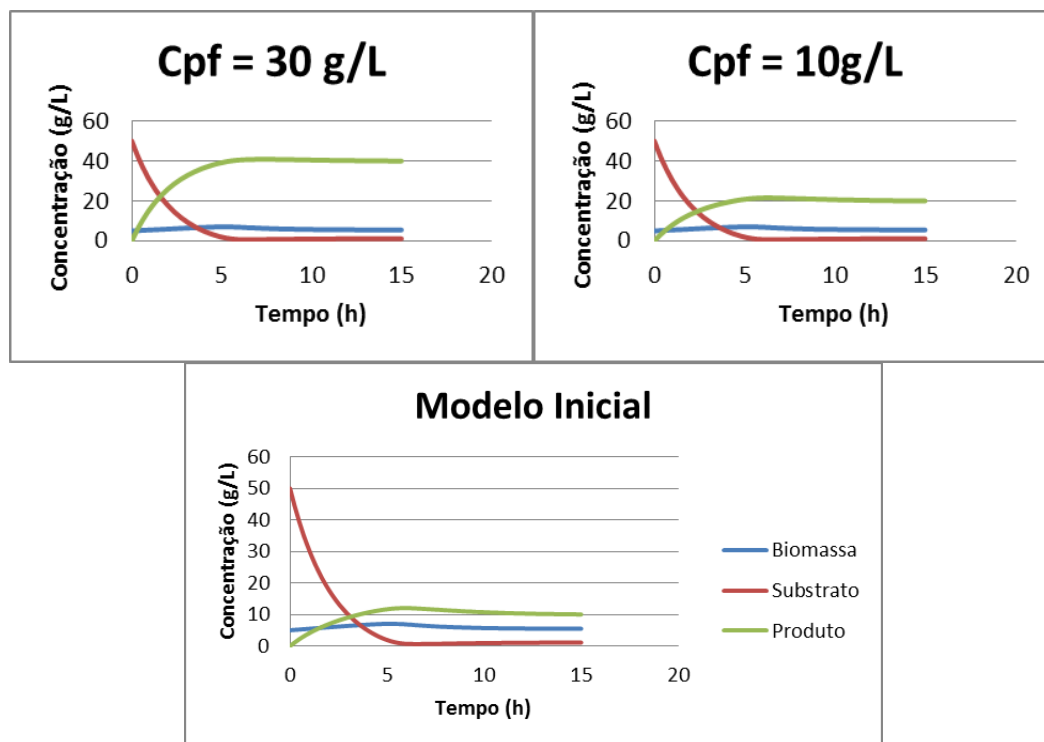 Cpf = 30 g/L
Concentração (g/L)
60
40
20
0
0 5 10 15 20
Tempo (h)
Cpf = 10g/L
Concentração (g/L)
60
40
20
0
0 5 10 15 20
Tempo (h)
Modelo Inicial
Concentração (g/L)
60
50
40
30
20
10
0
0 5 10 15 20
Tempo (h)
Biomassa
Substrato
Produto